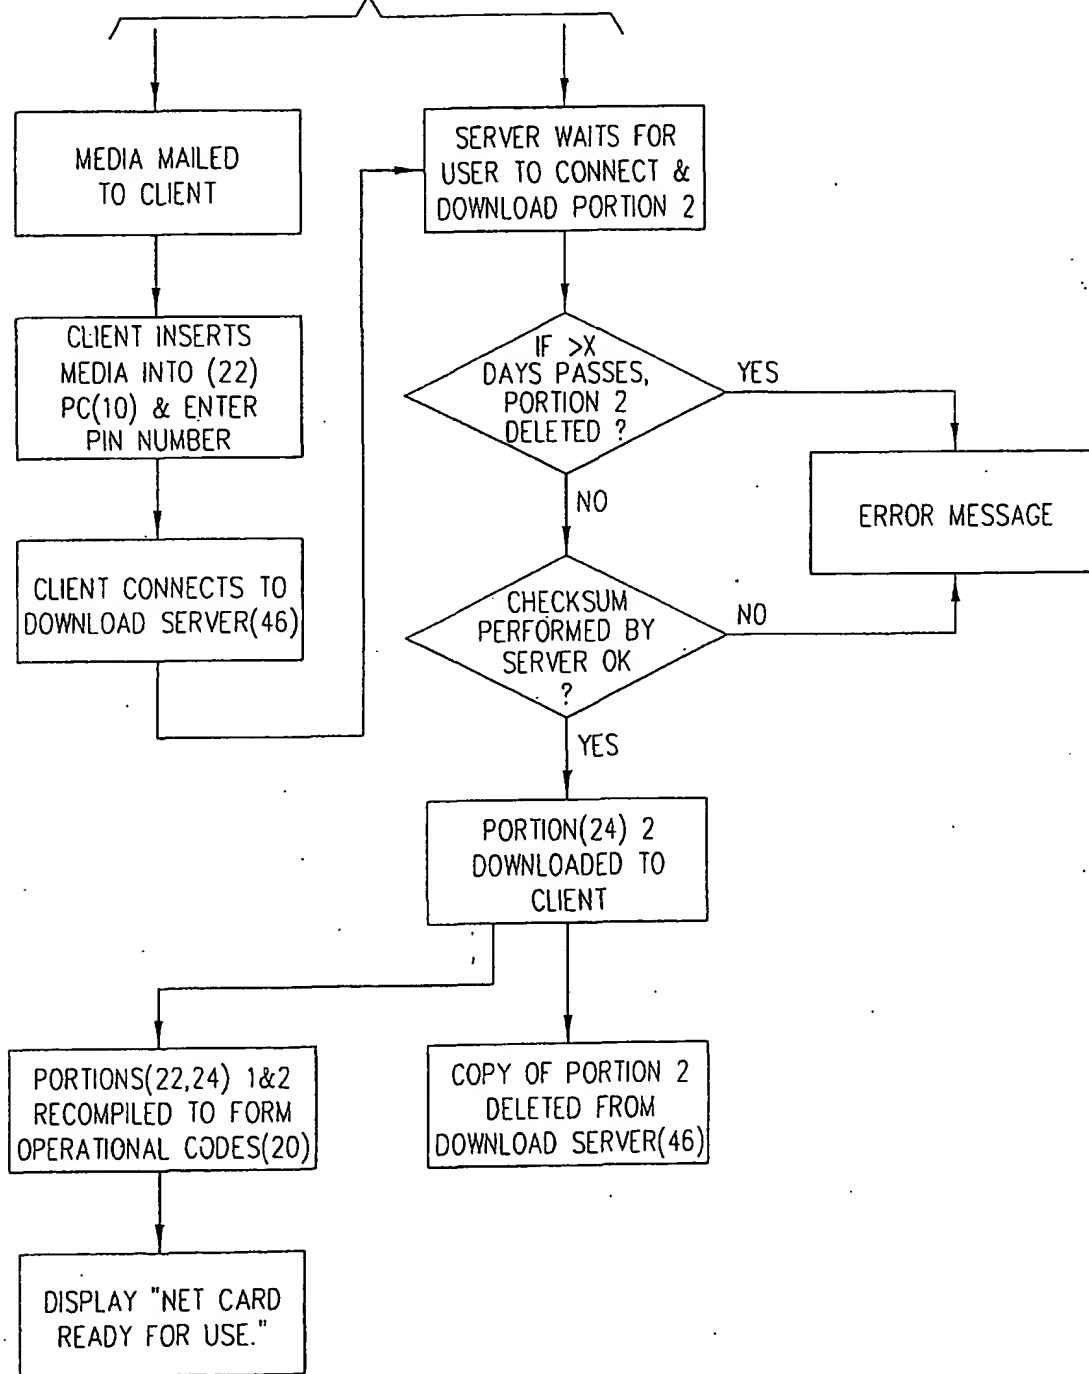 MEDIA MAILED
TO CLIENT
CLIENT INSERTS
MEDIA INTO (22)
PC(10) & ENTER
PIN NUMBER
CLIENT CONNECTS TO
DOWNLOAD SERVER(46)
SERVER WAITS FOR
USER TO CONNECT &
DOWNLOAD PORTION 2
IF >X
DAYS PASSES,
PORTION 2
DELETED ?
YES
NO
ERROR MESSAGE
CHECKSUM
PERFORMED BY
SERVER OK
?
NO
YES
PORTION(24) 2
DOWNLOADED TO
CLIENT
PORTIONS(22,24) 1&2
RECOMPILED TO FORM
OPERATIONAL CODES(20)
COPY OF PORTION 2
DELETED FROM
DOWNLOAD SERVER(46)
DISPLAY "NET CARD
READY FOR USE."